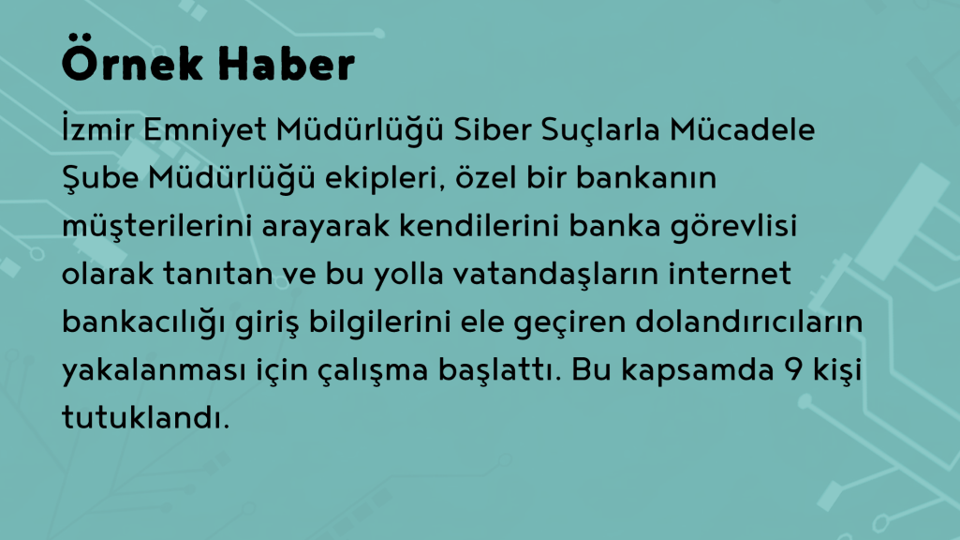 Örnek Haber
İzmir Emniyet Müdürlüğü Siber Suçlarla Mücadele
Şube Müdürlüğü ekipleri, özel bir bankanın
müşterilerini arayarak kendilerini banka görevlisi
olarak tanıtan ve bu yolla vatandaşların internet
bankacılığı giriş bilgilerini ele geçiren dolandırıcıların
yakalanması için çalışma başlattı. Bu kapsamda 9 kişi
tutuklandı.